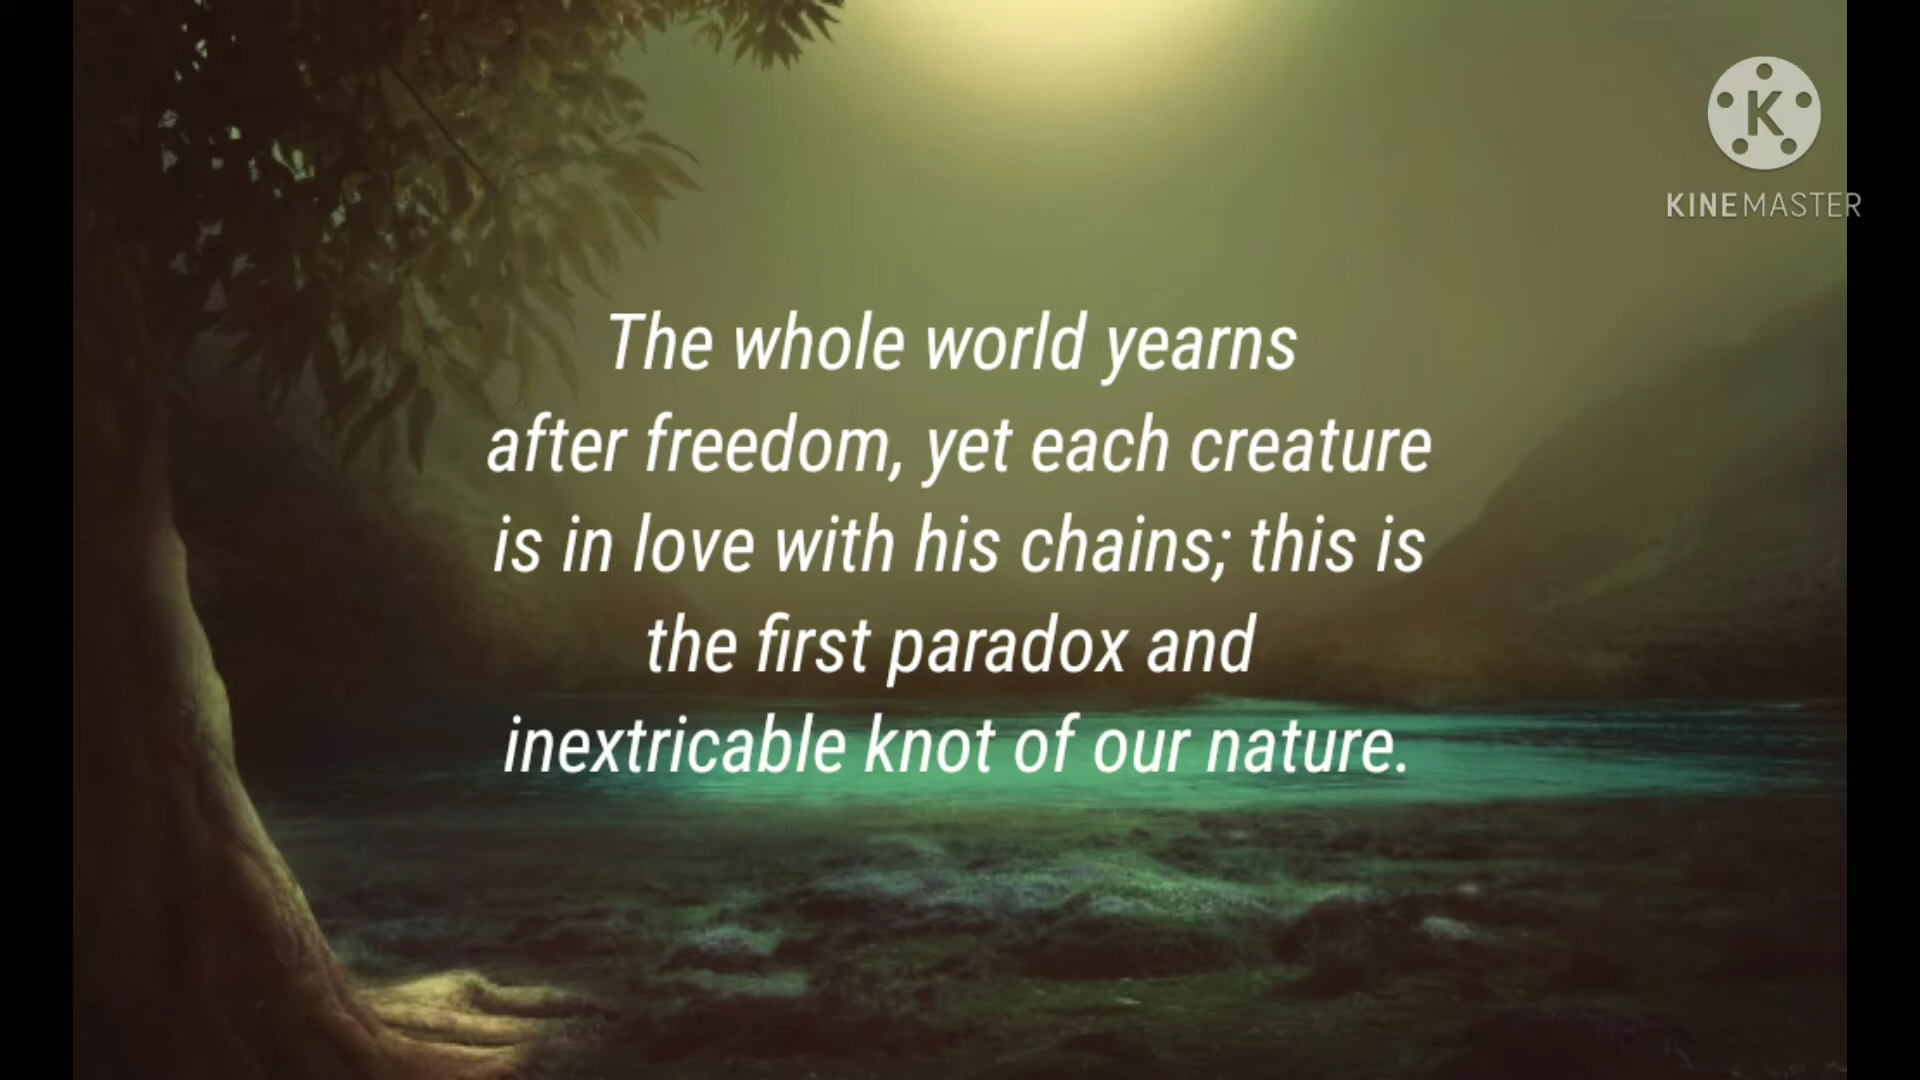 K
KINEMASTER
The whole world yearns
after freedom, yet each creature
is in love with his chains; this is
the first paradox and
inextricable knot of our nature.